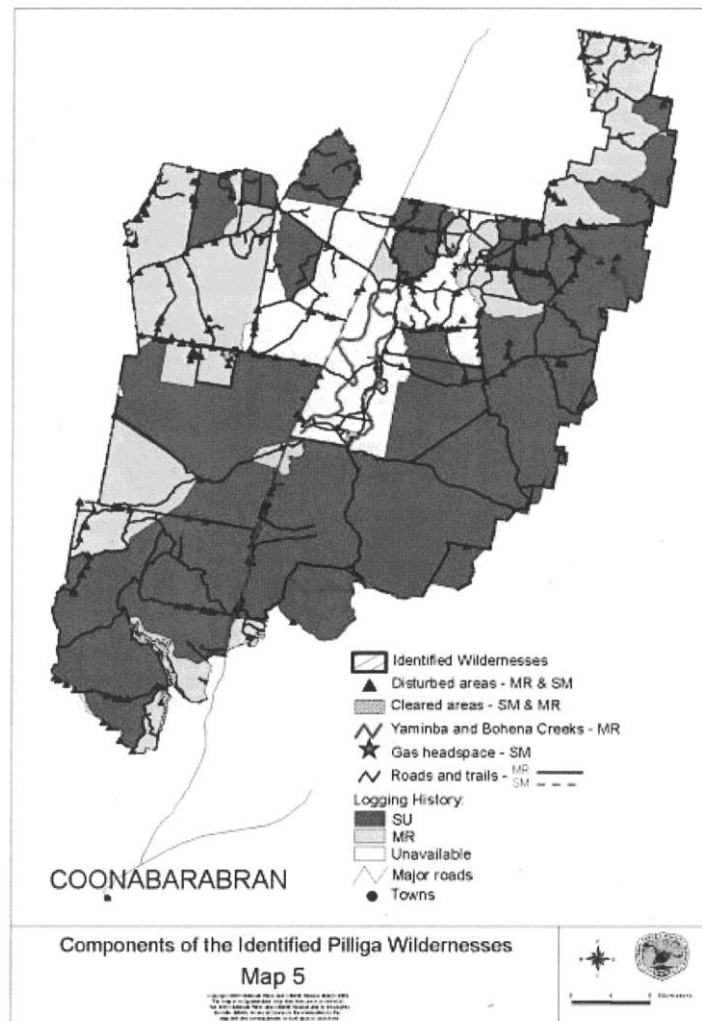 Identified Wildernesses
Disturbed areas - MR & SM
Cleared areas - SM & MR
Yaminba and Bohena Creeks - MR
Gas headspace - SM
Roads and trails - MR
SM
Logging History:
SU
MR
Unavailable
Major roads
Towns
COONABARABRAN
Components of the Identified Pilliga Wildernesses
Map 5